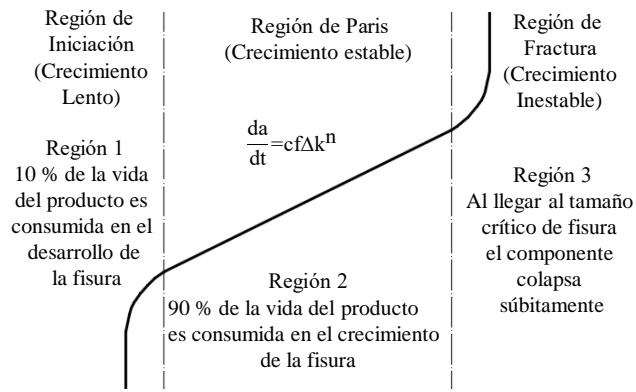 Región de
Iniciación
(Crecimiento
Lento)
Región de Paris
(Crecimiento estable)
Región de
Fractura
(Crecimiento
Inestable)
da
dt
=cfΔk^n
Región 1
10 % de la vida
del producto es
consumida en el
desarrollo de
la fisura
Región 2
90 % de la vida del producto
es consumida en el crecimiento
de la fisura
Región 3
Al llegar al tamaño
crítico de fisura
el componente
colapsa
súbitamente